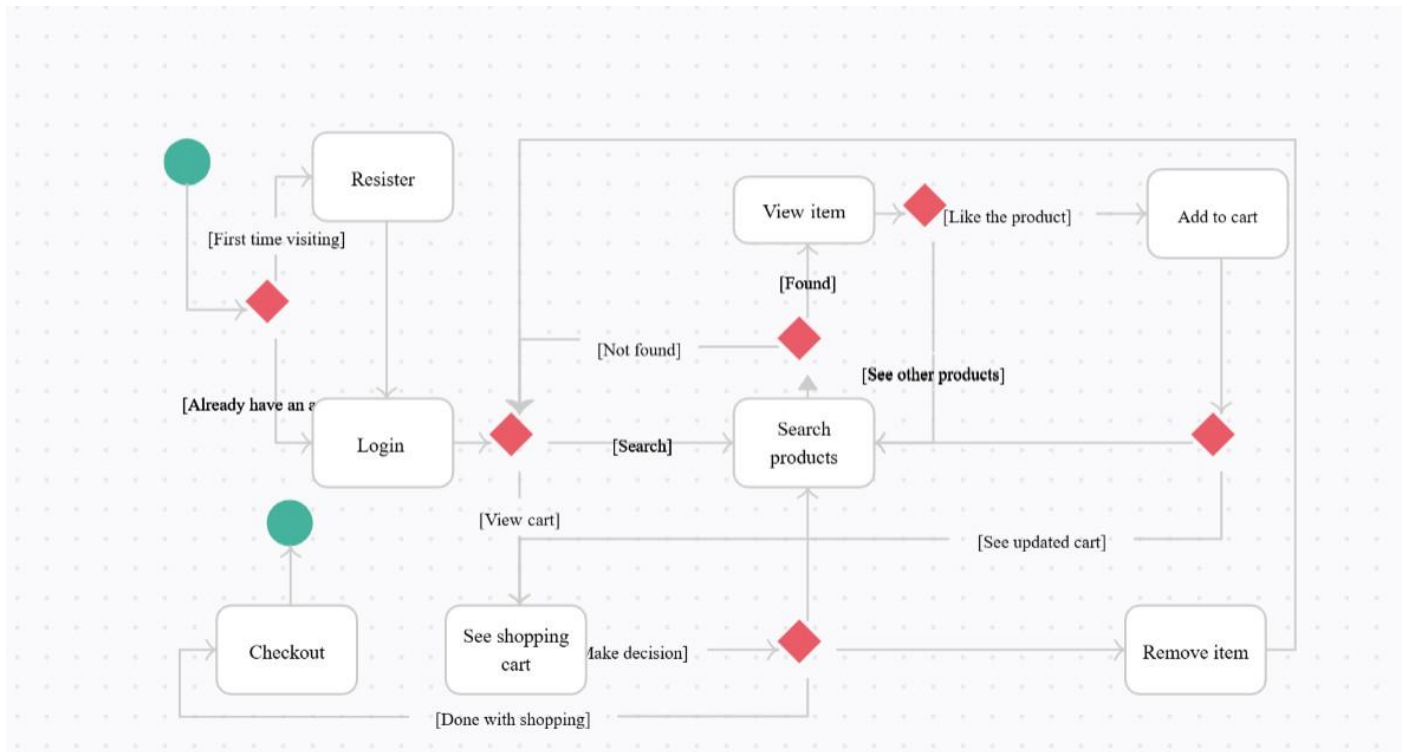 Resister
View item
[Like the product]
Add to cart
[First time visiting]
[Found]
[Not found]
[See other products]
[Already have an
Login
[Search]
Search
products
[View cart]
[See updated cart]
Checkout
See shopping
cart
decision]
Remove item
[Done with shopping]